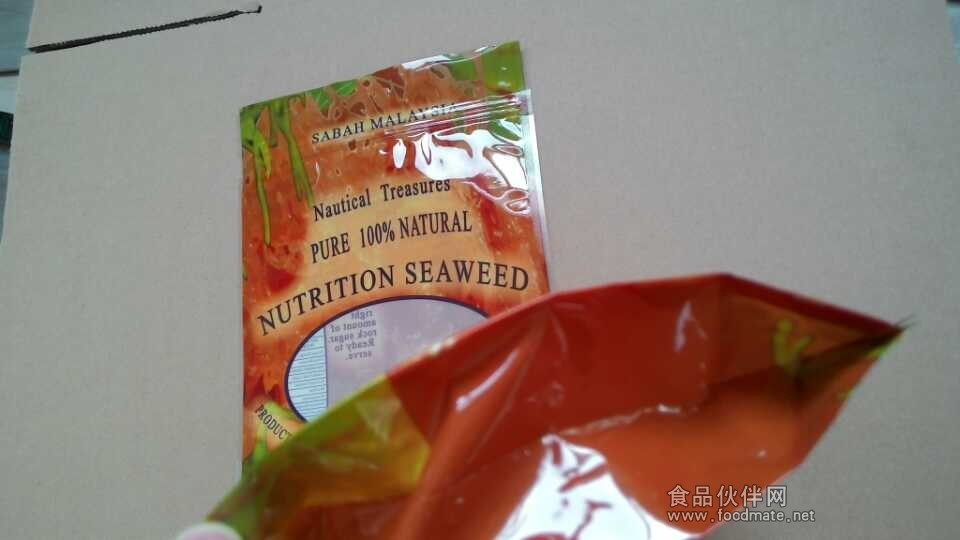 SABAH MALAYSIA
Nautical Treasures
PURE 100% NATURAL
NUTRITION SEAWEED
right
amount of
rock sugar.
Ready to
serve.
PRODUCT
食品伙伴网
www.foodmate.net